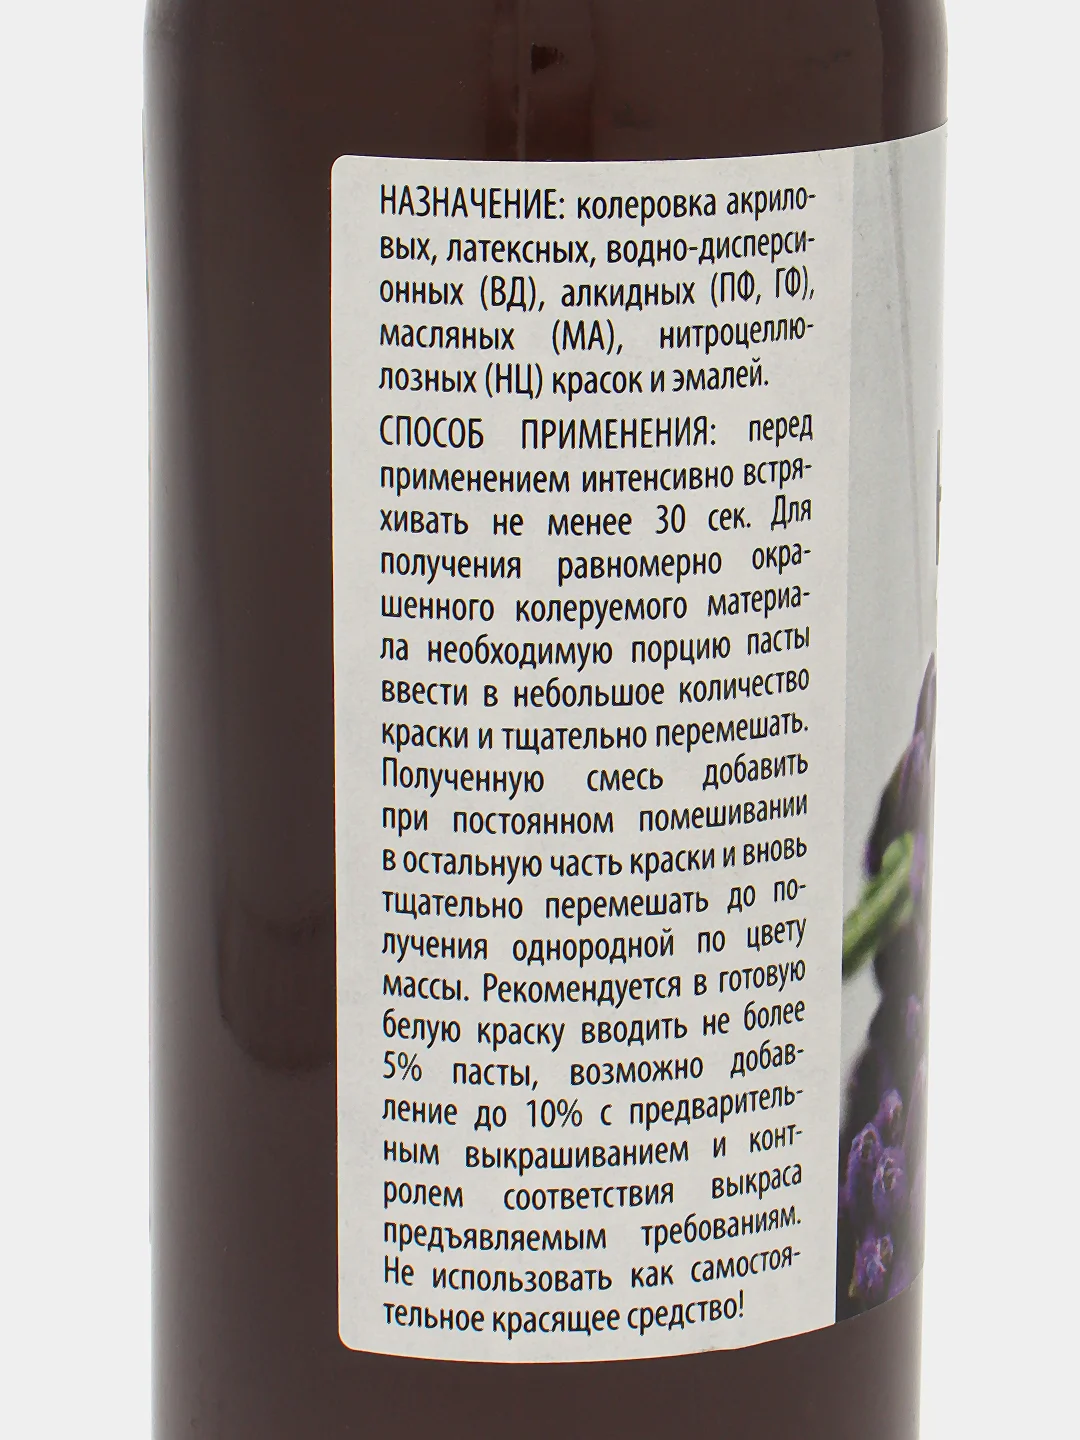 НАЗНАЧЕНИЕ: колеровка акрило-
вых, латексных, водно-дисперси-
онных (ВД), алкидных (ПФ, ГФ),
масляных (МА), нитроцеллю-
лозных (НЦ) красок и эмалей.
СПОСОБ ПРИМЕНЕНИЯ: перед
применением интенсивно встря-
хивать не менее 30 сек. Для
получения равномерно окра-
шенного колеруемого материа-
ла необходимую порцию пасты
ввести в небольшое количество
краски и тщательно перемешать.
Полученную смесь добавить
при постоянном помешивании
в остальную часть краски и вновь
тщательно перемешать до по-
лучения однородной по цвету
массы. Рекомендуется в готовую
белую краску вводить не более
5% пасты, возможно добав-
ление до 10% с предваритель-
ным выкрашиванием и конт-
ролем соответствия выкраса
предъявляемым требованиям.
Не использовать как самостоя-
тельное красящее средство!